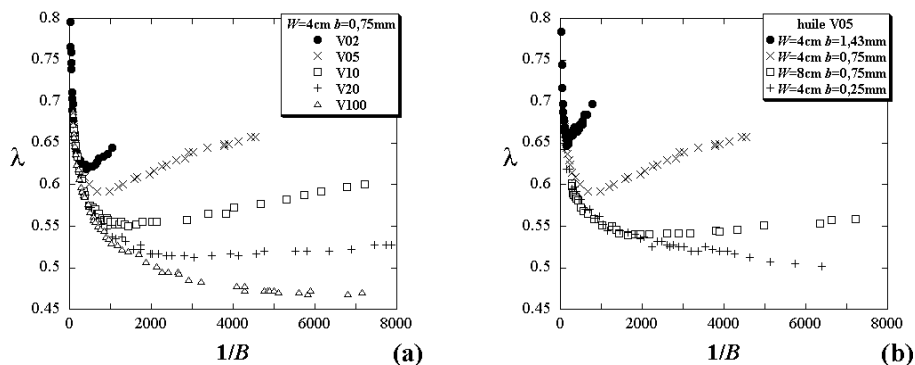 0.8
0.75
0.7
0.65
0.6
0.55
0.5
0.45
λ
W=4cm b=0,75mm
V02
V05
V10
V20
V100
0 2000 4000 6000 8000
1/B
(a)
0.8
0.75
0.7
0.65
0.6
0.55
0.5
0.45
λ
huile V05
W=4cm b=1,43mm
W=4cm b=0,75mm
W=8cm b=0,75mm
W=4cm b=0,25mm
0 2000 4000 6000 8000
1/B
(b)